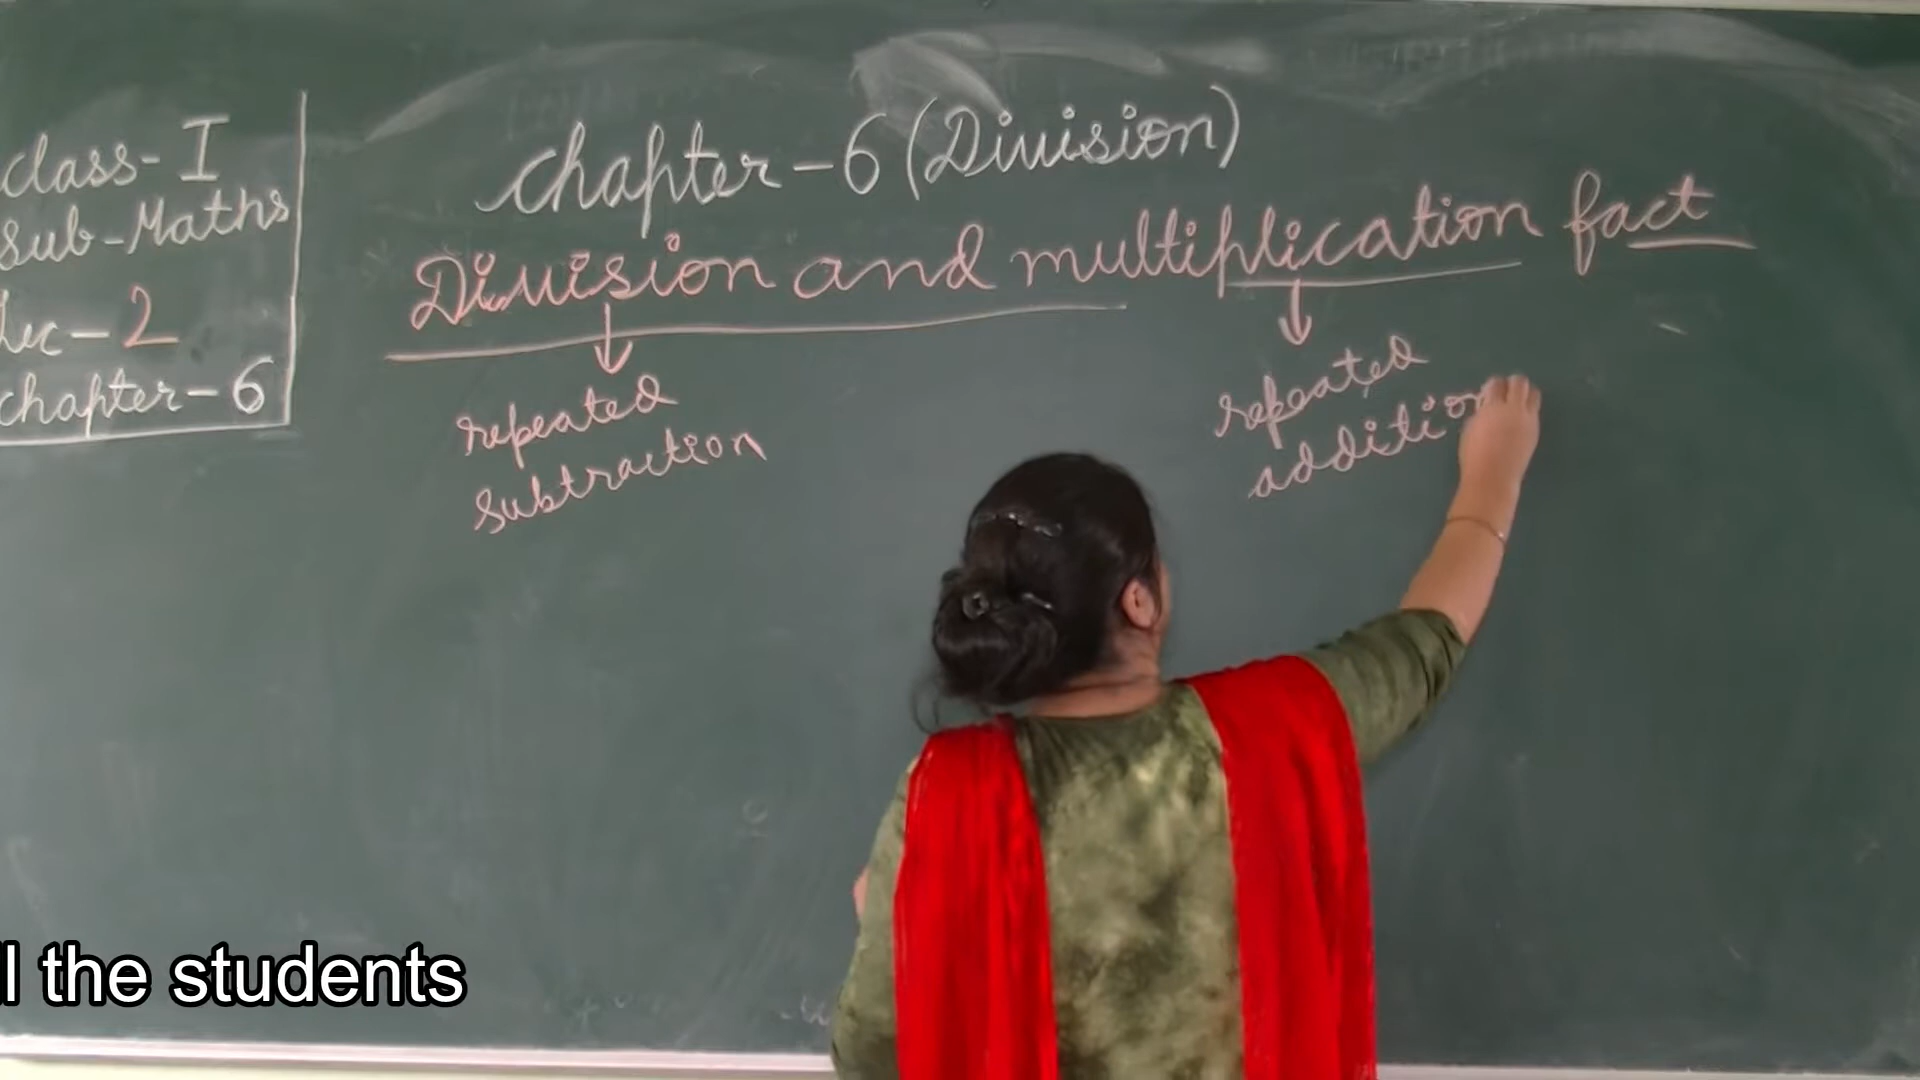 class-I
Sub-Maths
Lec-2
chapter-6
chapter-6 (Division)
Division and multiplication fact
repeated
subtraction
repeated
addition
the students